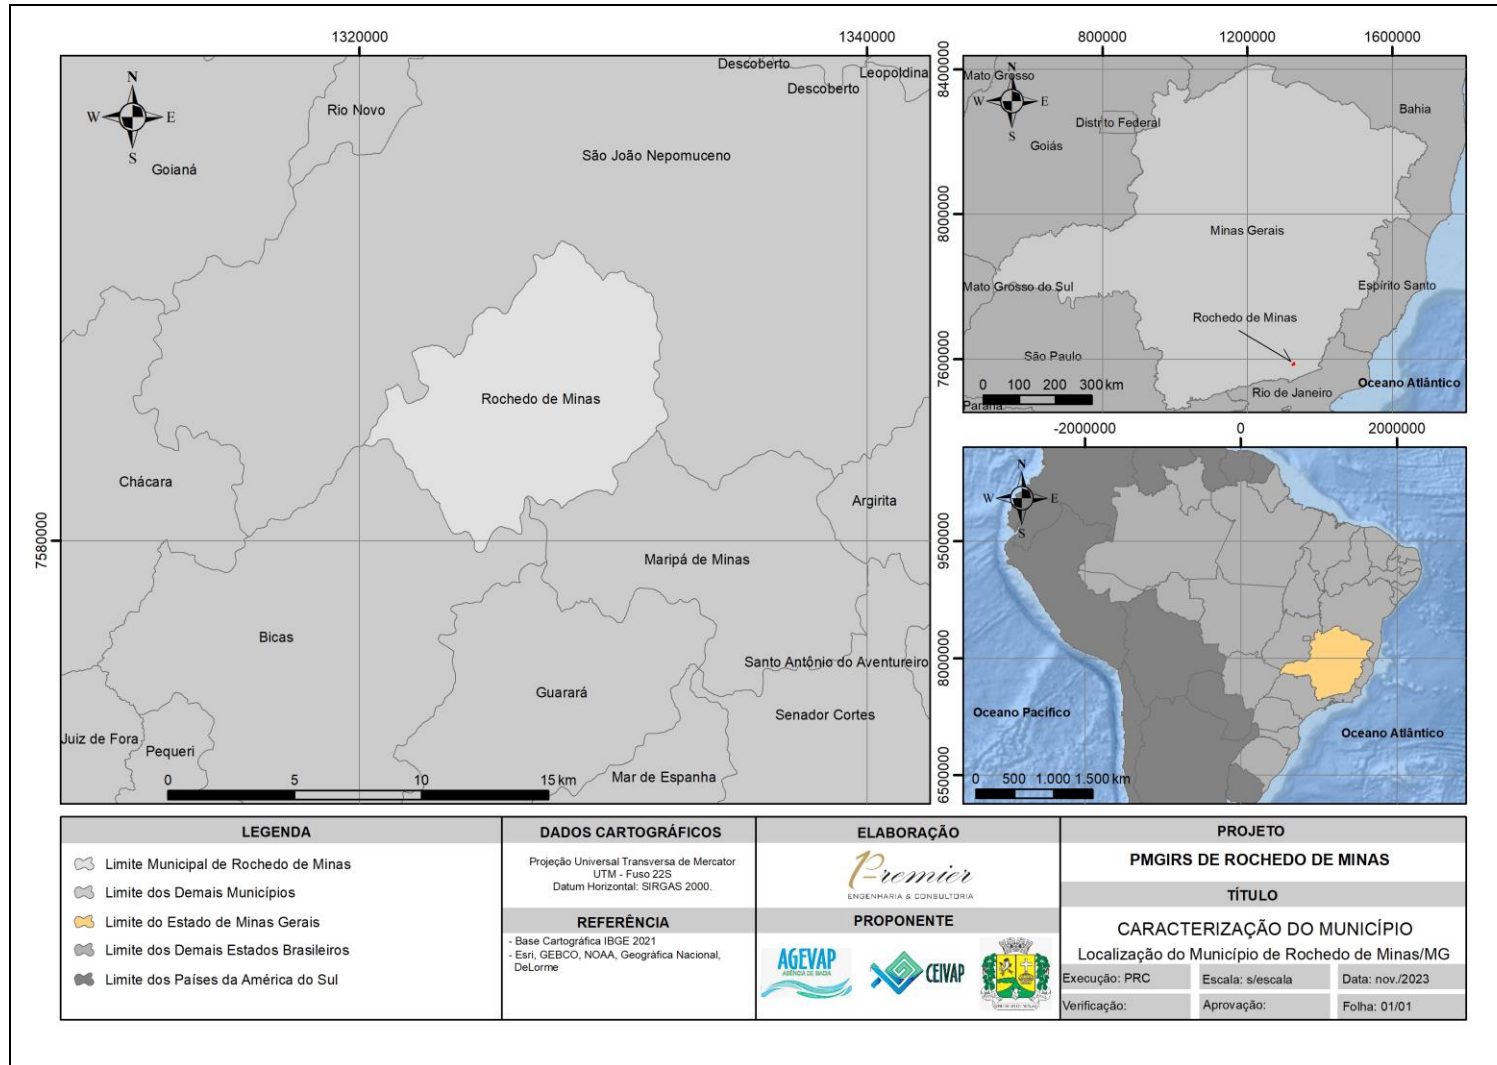 1320000
1340000
N
W
E
S
Descoberto
Leopoldina
Descoberto
Rio Novo
São João Nepomuceno
Goianá
Rochedo de Minas
Chácara
Argirita
7580000
Maripá de Minas
Bicas
Santo Antônio do Aventureiro
Guarará
Senador Cortes
Juiz de Fora
Pequeri
Mar de Espanha
0 5 10 15 km
800000 1200000 1600000
8400000
8000000
7600000
Mato Grosso
N
W
E
S
Distrito Federal
Bahia
Goiás
Minas Gerais
Mato Grosso do Sul
Espírito Santo
Rochedo de Minas
São Paulo
0 100 200 300 km
Oceano Atlântico
Rio de Janeiro
Paraná
-2000000 0 2000000
9500000
8000000
6500000
N
W
E
S
Oceano Pacífico
Oceano Atlântico
0 500 1.000 1.500 km
LEGENDA
Limite Municipal de Rochedo de Minas
Limite dos Demais Municípios
Limite do Estado de Minas Gerais
Limite dos Demais Estados Brasileiros
Limite dos Países da América do Sul
DADOS CARTOGRÁFICOS
Projeção Universal Transversa de Mercator
UTM - Fuso 22S
Datum Horizontal: SIRGAS 2000.
REFERÊNCIA
- Base Cartográfica IBGE 2021
- Esri, GEBCO, NOAA, Geográfica Nacional,
DeLorme
ELABORAÇÃO
Premier
ENGENHARIA & CONSULTORIA
PROPONENTE
AGEVAP
AGÊNCIA DE BACIA
CEIVAP
PROJETO
PMGIRS DE ROCHEDO DE MINAS
TÍTULO
CARACTERIZAÇÃO DO MUNICÍPIO
Localização do Município de Rochedo de Minas/MG
Execução: PRC
Escala: s/escala
Data: nov./2023
Verificação:
Aprovação:
Folha: 01/01